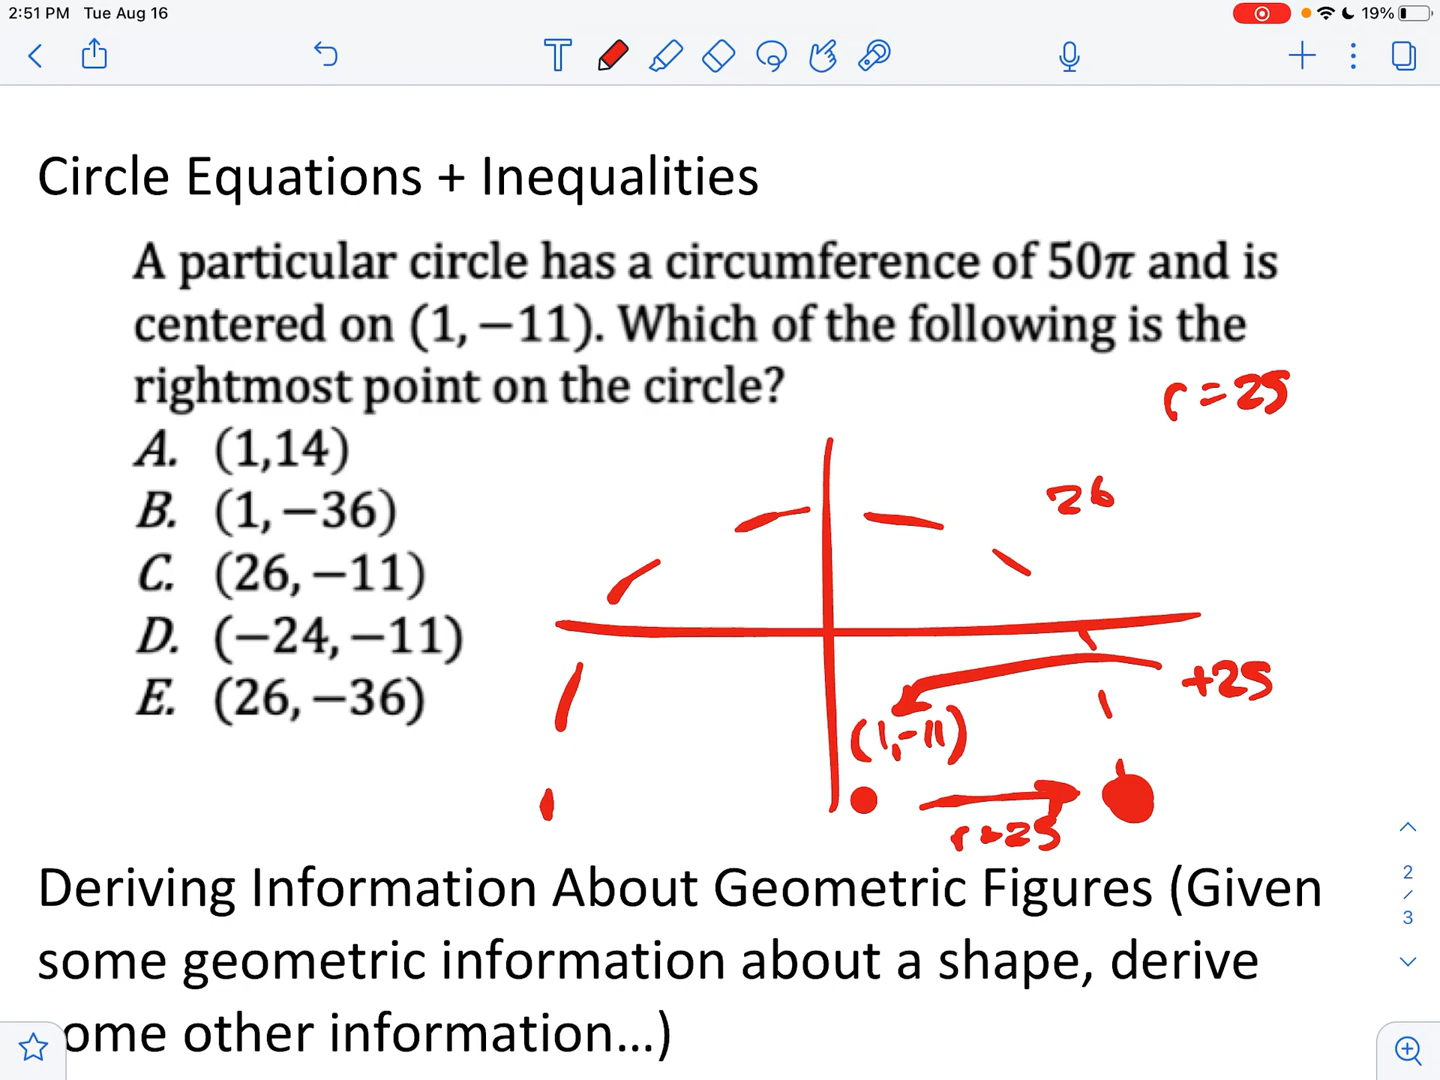 2:51 PM Tue Aug 16
19%
T
Circle Equations + Inequalities
A particular circle has a circumference of 50π and is
centered on (1, −11). Which of the following is the
rightmost point on the circle?
r = 25
A. (1,14)
B. (1, −36)
C. (26, −11)
D. (−24, −11)
E. (26, −36)
26
+25
(1,-11)
r=25
Deriving Information About Geometric Figures (Given
some geometric information about a shape, derive
ome other information...)
2
/
3